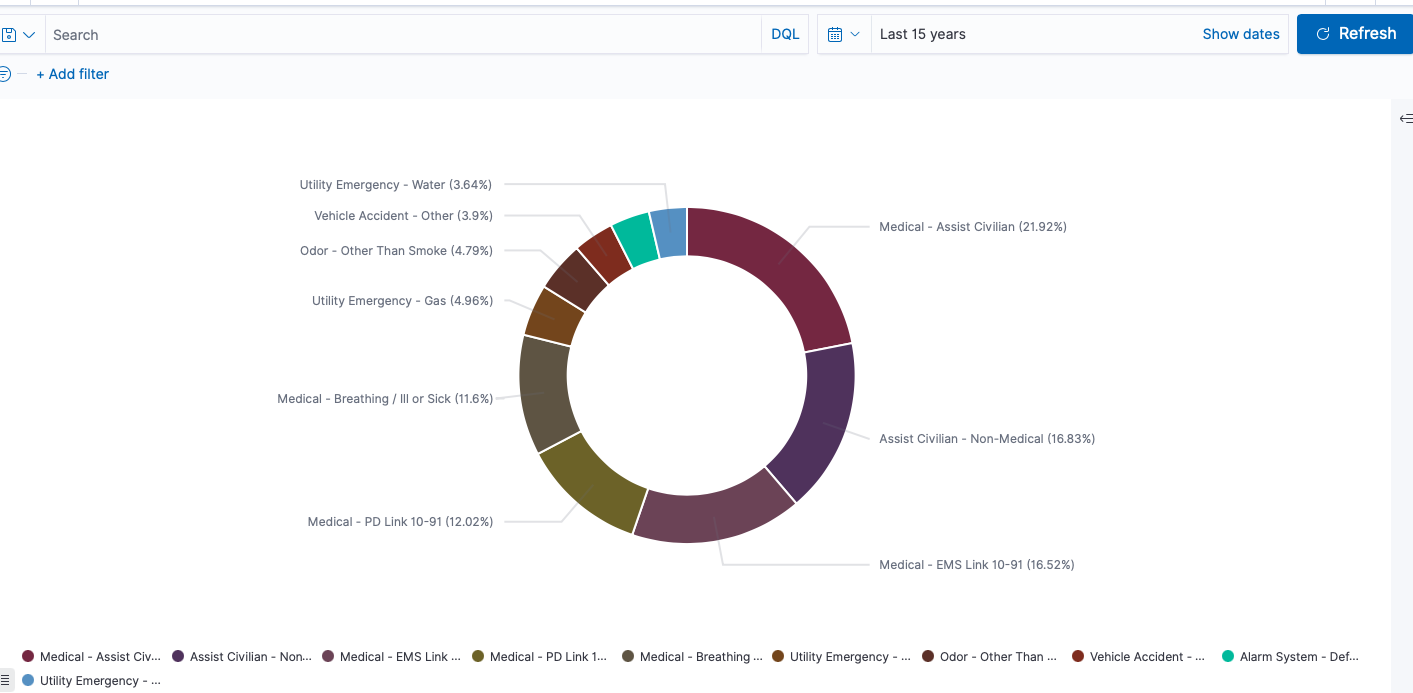 Search
DQL
Last 15 years
Show dates
Refresh
+ Add filter
Utility Emergency - Water (3.64%)
Vehicle Accident - Other (3.9%)
Medical - Assist Civilian (21.92%)
Odor - Other Than Smoke (4.79%)
Utility Emergency - Gas (4.96%)
Medical - Breathing / Ill or Sick (11.6%)
Assist Civilian - Non-Medical (16.83%)
Medical - PD Link 10-91 (12.02%)
Medical - EMS Link 10-91 (16.52%)
Medical - Assist Civ...
Assist Civilian - Non...
Medical - EMS Link ...
Medical - PD Link 1...
Medical - Breathing ...
Utility Emergency - ...
Odor - Other Than ...
Vehicle Accident - ...
Alarm System - Def...
Utility Emergency - ...